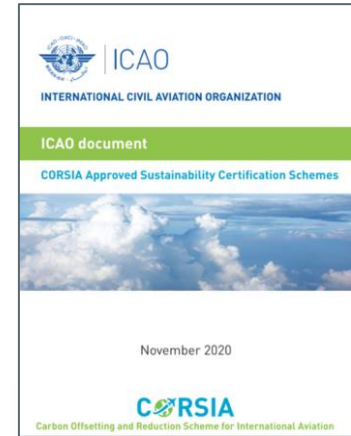 ICAO
INTERNATIONAL CIVIL AVIATION ORGANIZATION
ICAO document
CORSIA Approved Sustainability Certification Schemes
November 2020
CORSIA
Carbon Offsetting and Reduction Scheme for International Aviation